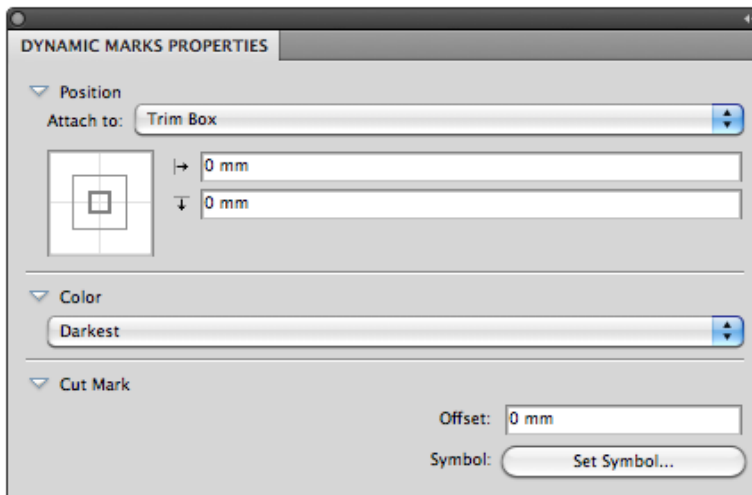 DYNAMIC MARKS PROPERTIES
Position
Attach to: Trim Box
0 mm
0 mm
Color
Darkest
Cut Mark
Offset: 0 mm
Symbol: Set Symbol...